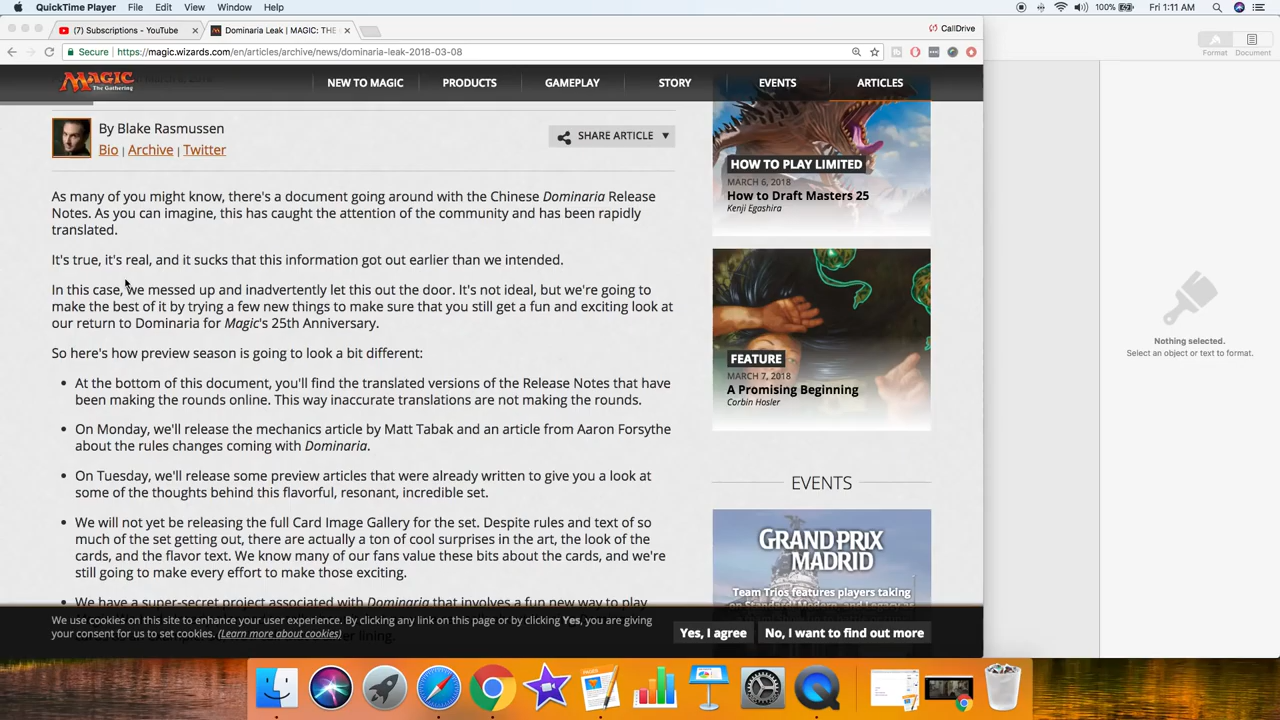 QuickTime Player File Edit View Window Help
100% Fri 1:11 AM
(7) Subscriptions - YouTube × Dominaria Leak | MAGIC: THE ×
CallDrive
Secure https://magic.wizards.com/en/articles/archive/news/dominaria-leak-2018-03-08
Format Document
MAGIC
The Gathering
NEW TO MAGIC PRODUCTS GAMEPLAY STORY EVENTS ARTICLES
By Blake Rasmussen
Bio | Archive | Twitter
SHARE ARTICLE
As many of you might know, there's a document going around with the Chinese Dominaria Release
Notes. As you can imagine, this has caught the attention of the community and has been rapidly
translated.
It's true, it's real, and it sucks that this information got out earlier than we intended.
In this case, we messed up and inadvertently let this out the door. It's not ideal, but we're going to
make the best of it by trying a few new things to make sure that you still get a fun and exciting look at
our return to Dominaria for Magic's 25th Anniversary.
So here's how preview season is going to look a bit different:
• At the bottom of this document, you'll find the translated versions of the Release Notes that have
been making the rounds online. This way inaccurate translations are not making the rounds.
• On Monday, we'll release the mechanics article by Matt Tabak and an article from Aaron Forsythe
about the rules changes coming with Dominaria.
• On Tuesday, we'll release some preview articles that were already written to give you a look at
some of the thoughts behind this flavorful, resonant, incredible set.
• We will not yet be releasing the full Card Image Gallery for the set. Despite rules and text of so
much of the set getting out, there are actually a ton of cool surprises in the art, the look of the
cards, and the flavor text. We know many of our fans value these bits about the cards, and we're
still going to make every effort to make those exciting.
• We have a super-secret project associated with Dominaria that involves a fun new way to play
HOW TO PLAY LIMITED
MARCH 6, 2018
How to Draft Masters 25
Kenji Egashira
FEATURE
MARCH 7, 2018
A Promising Beginning
Corbin Hosler
EVENTS
GRAND PRIX
MADRID
Team Trios features players taking
on Standard, Modern, and Legacy as
We use cookies on this site to enhance your user experience. By clicking any link on this page or by clicking Yes, you are giving
your consent for us to set cookies. (Learn more about cookies)
lining.
Yes, I agree No, I want to find out more
Nothing selected.
Select an object or text to format.